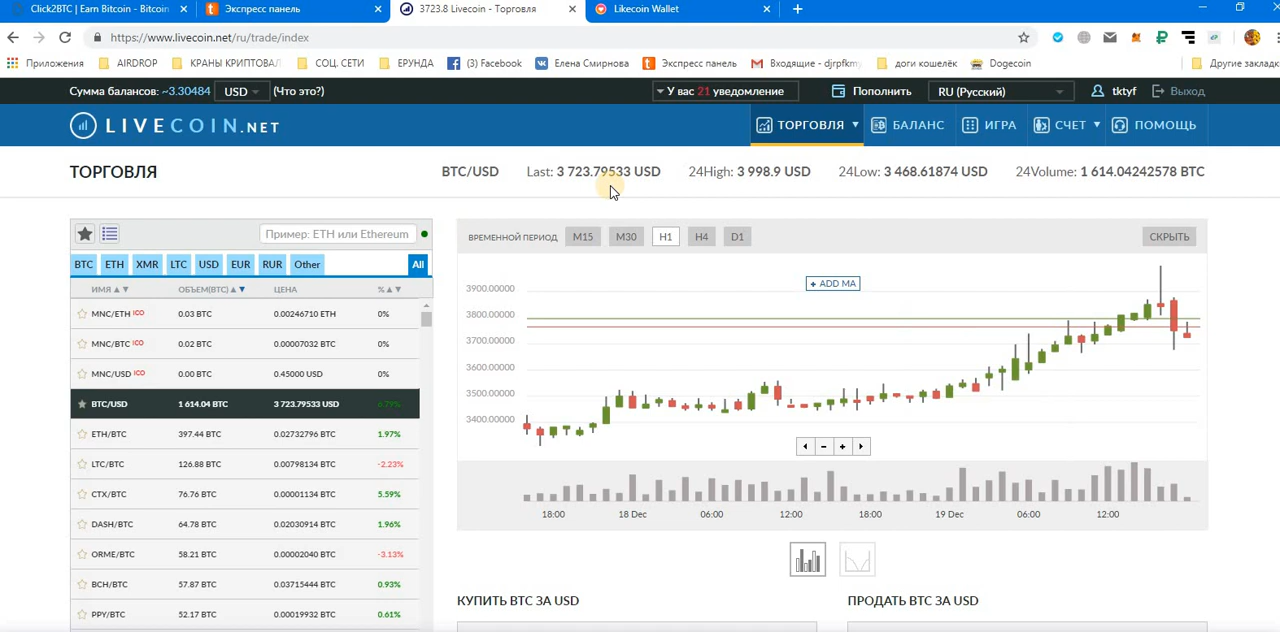 Click2BTC | Earn Bitcoin - Bitcoin
Экспресс панель
3723.8 Livecoin - Торговля
Likecoin Wallet
https://www.livecoin.net/ru/trade/index
Приложения
AIRDROP
КРАНЫ КРИПТОВАЛ
СОЦ. СЕТИ
ЕРУНДА
(3) Facebook
Елена Смирнова
Экспресс панель
Входящие - djrpfkmy
доги кошелёк
Dogecoin
Другие закладк
Сумма балансов: ~3.30484 USD (Что это?)
У вас 21 уведомление
Пополнить
RU (Русский)
tktyf
Выход
LIVECOIN.NET
ТОРГОВЛЯ
БАЛАНС
ИГРА
СЧЕТ
ПОМОЩЬ
ТОРГОВЛЯ
BTC/USD
Last: 3 723.79533 USD
24High: 3 998.9 USD
24Low: 3 468.61874 USD
24Volume: 1 614.04242578 BTC
Пример: ETH или Ethereum
BTC ETH XMR LTC USD EUR RUR Other All
ИМЯ ОБЪЕМ(BTC) ЦЕНА %
MNC/ETH ICO 0.03 BTC 0.00246710 ETH 0%
MNC/BTC ICO 0.02 BTC 0.00007032 BTC 0%
MNC/USD ICO 0.00 BTC 0.45000 USD 0%
BTC/USD 1 614.04 BTC 3 723.79533 USD 6.79%
ETH/BTC 397.44 BTC 0.02732796 BTC 1.97%
LTC/BTC 126.88 BTC 0.00798134 BTC -2.23%
CTX/BTC 76.76 BTC 0.00001134 BTC 5.59%
DASH/BTC 64.78 BTC 0.02030914 BTC 1.96%
ORME/BTC 58.21 BTC 0.00002040 BTC -3.13%
BCH/BTC 57.87 BTC 0.03715444 BTC 0.93%
PPY/BTC 52.17 BTC 0.00019932 BTC 0.61%
ВРЕМЕННОЙ ПЕРИОД M15 M30 H1 H4 D1 СКРЫТЬ
+ ADD MA
3900.00000
3800.00000
3700.00000
3600.00000
3500.00000
3400.00000
18:00 18 Dec 06:00 12:00 18:00 19 Dec 06:00 12:00
КУПИТЬ BTC ЗА USD
ПРОДАТЬ BTC ЗА USD